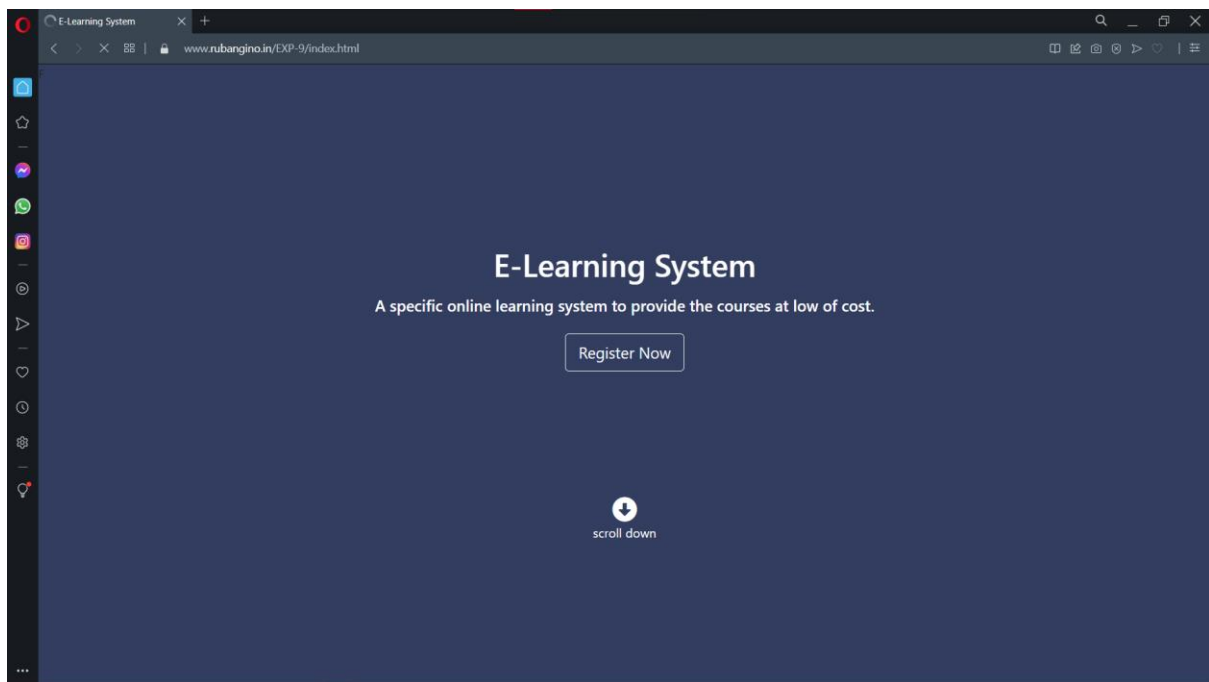 E-Learning System
www.rubangino.in/EXP-9/index.html
E-Learning System
A specific online learning system to provide the courses at low of cost.
Register Now
scroll down